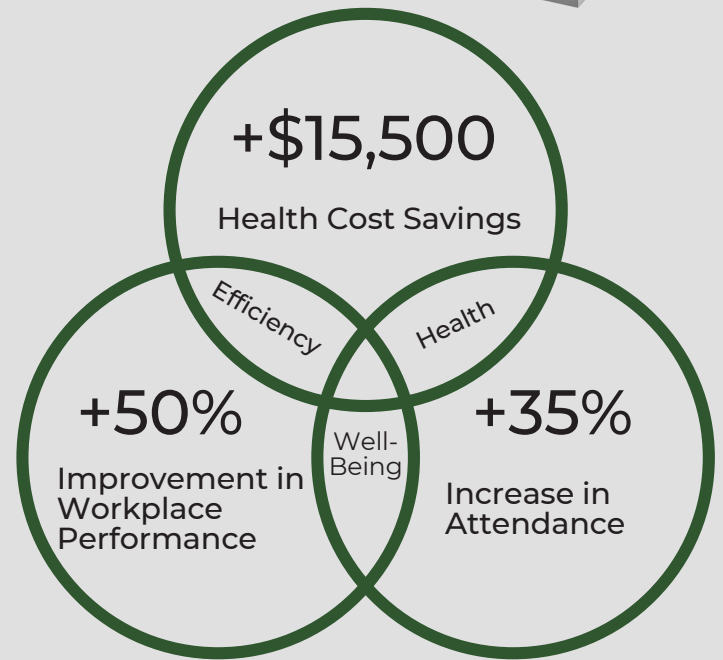 +$15,500
Health Cost Savings
Efficiency
Health
+50%
Improvement in
Workplace
Performance
Well-
Being
+35%
Increase in
Attendance